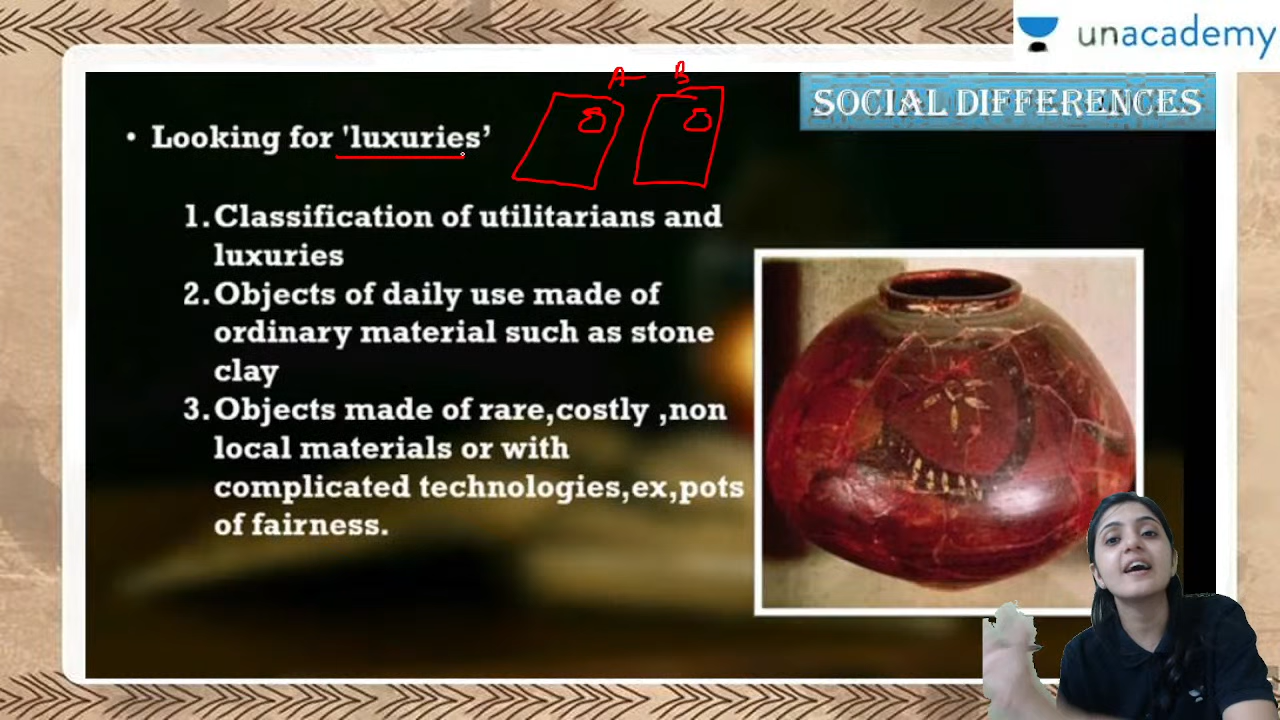 unacademy
SOCIAL DIFFERENCES
A B
• Looking for 'luxuries’
1. Classification of utilitarians and
luxuries
2. Objects of daily use made of
ordinary material such as stone
clay
3. Objects made of rare,costly ,non
local materials or with
complicated technologies,ex,pots
of fairness.